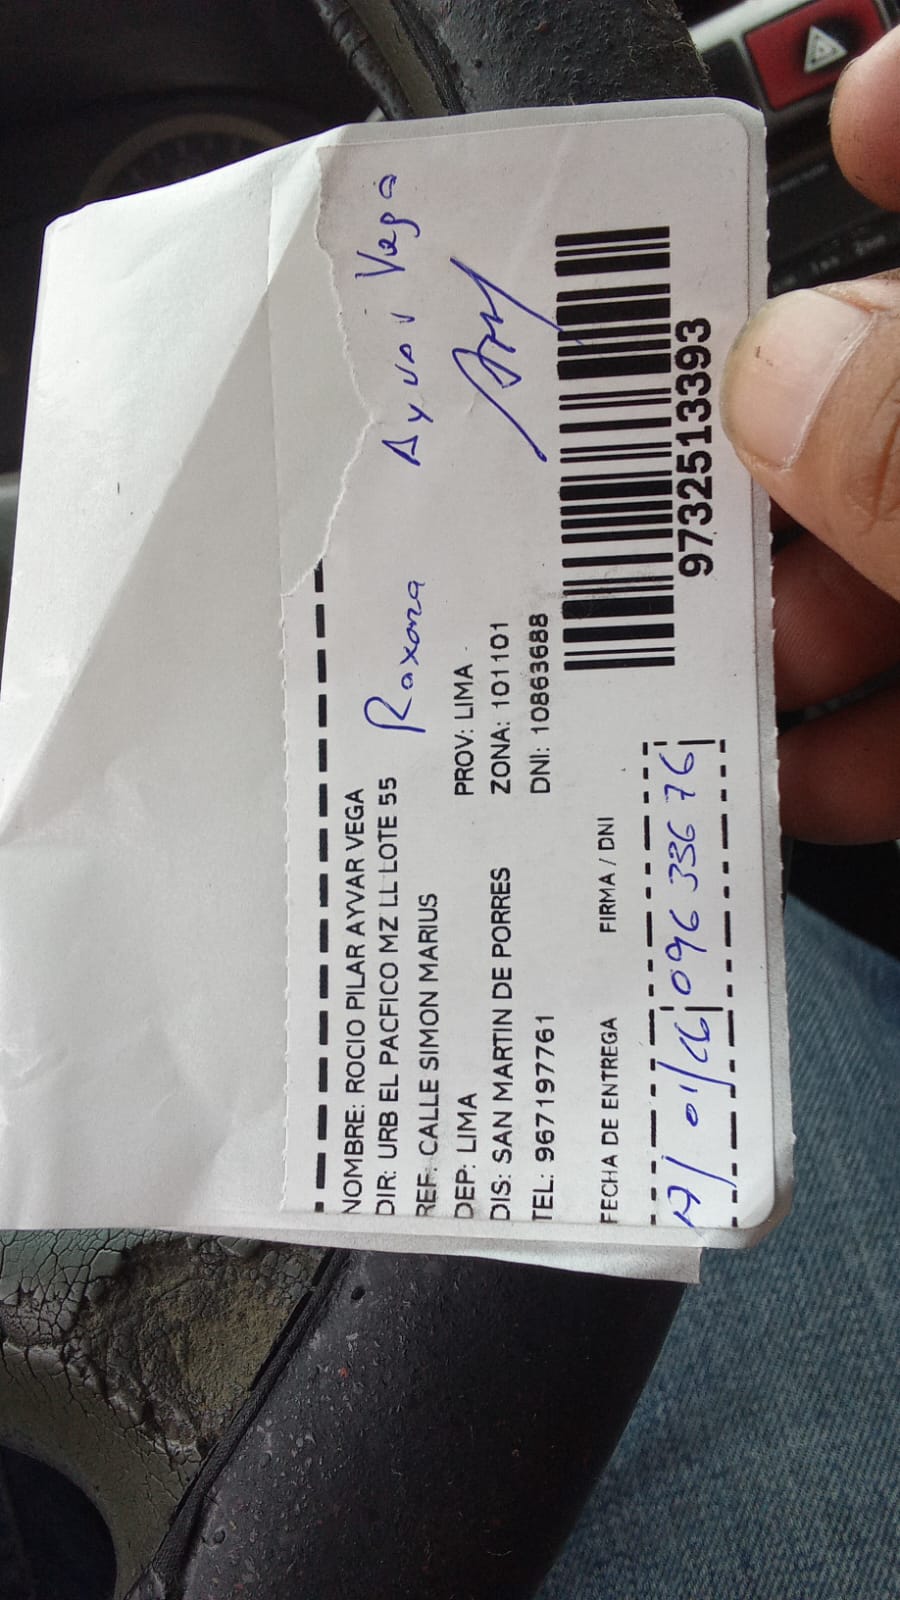 NOMBRE: ROCIO PILAR AYVAR VEGA
DIR: URB EL PACFICO MZ LL LOTE 55
REF: CALLE SIMON MARIUS
Roxana Ayvar Vega
DEP: LIMA PROV: LIMA
DIS: SAN MARTIN DE PORRES ZONA: 101101
TEL: 967197761 DNI: 10863688
FECHA DE ENTREGA FIRMA / DNI
01/26 09633676
9732513393